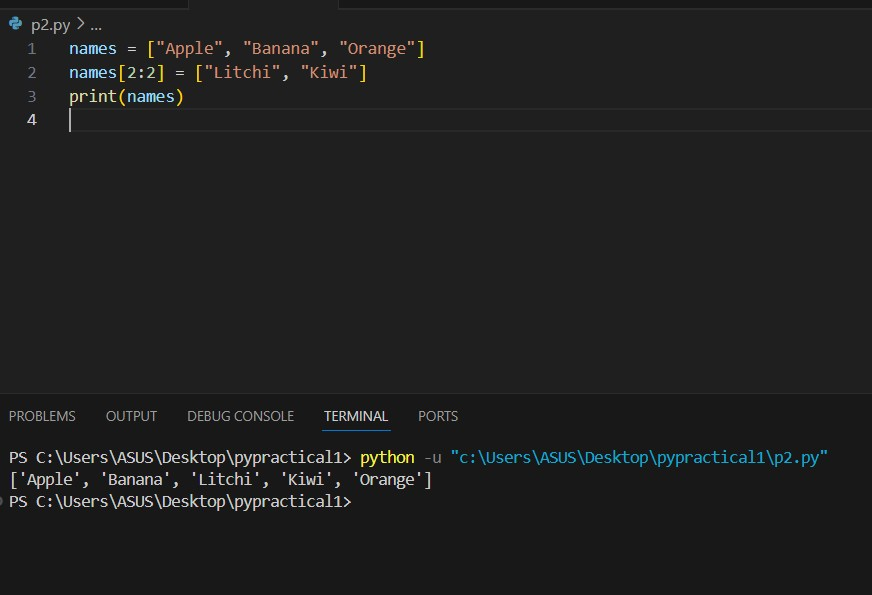 p2.py > ...
1 names = ["Apple", "Banana", "Orange"]
2 names[2:2] = ["Litchi", "Kiwi"]
3 print(names)
4
PROBLEMS OUTPUT DEBUG CONSOLE TERMINAL PORTS
PS C:\Users\ASUS\Desktop\pypractical1> python -u "c:\Users\ASUS\Desktop\pypractical1\p2.py"
['Apple', 'Banana', 'Litchi', 'Kiwi', 'Orange']
PS C:\Users\ASUS\Desktop\pypractical1>